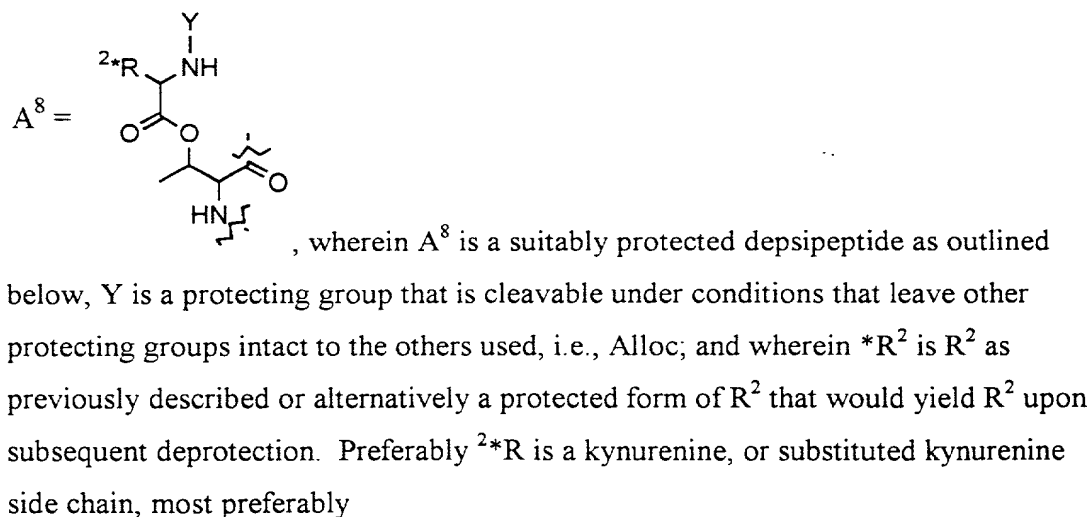 Y
²*R NH
A⁸ =
O O
O
HN
, wherein A⁸ is a suitably protected depsipeptide as outlined
below, Y is a protecting group that is cleavable under conditions that leave other
protecting groups intact to the others used, i.e., Alloc; and wherein *R² is R² as
previously described or alternatively a protected form of R² that would yield R² upon
subsequent deprotection. Preferably ²*R is a kynurenine, or substituted kynurenine
side chain, most preferably